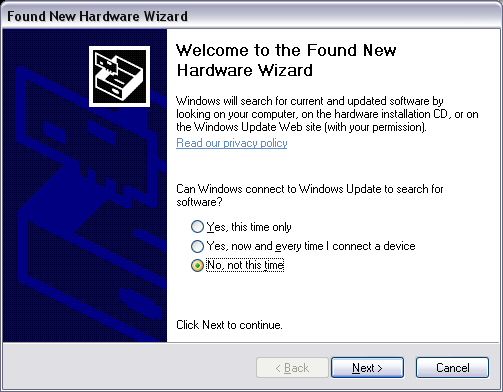 Found New Hardware Wizard
Welcome to the Found New
Hardware Wizard
Windows will search for current and updated software by
looking on your computer, on the hardware installation CD, or on
the Windows Update Web site (with your permission).
Read our privacy policy
Can Windows connect to Windows Update to search for
software?
Yes, this time only
Yes, now and every time I connect a device
No, not this time
Click Next to continue.
< Back
Next >
Cancel